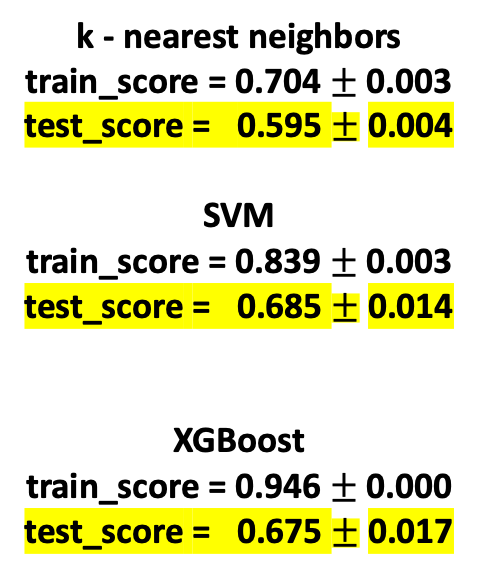 k - nearest neighbors
train_score = 0.704 ± 0.003
test_score = 0.595 ± 0.004
SVM
train_score = 0.839 ± 0.003
test_score = 0.685 ± 0.014
XGBoost
train_score = 0.946 ± 0.000
test_score = 0.675 ± 0.017